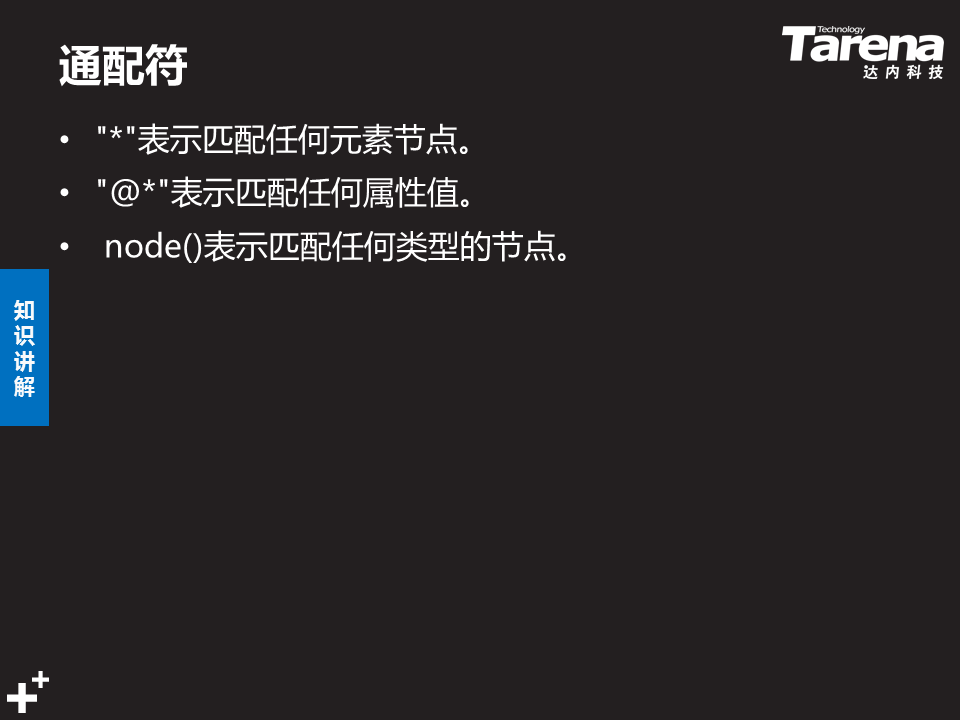 通配符
Technology
Tarena
达内科技
• "*"表示匹配任何元素节点。
• "@*"表示匹配任何属性值。
• node()表示匹配任何类型的节点。
知
识
讲
解